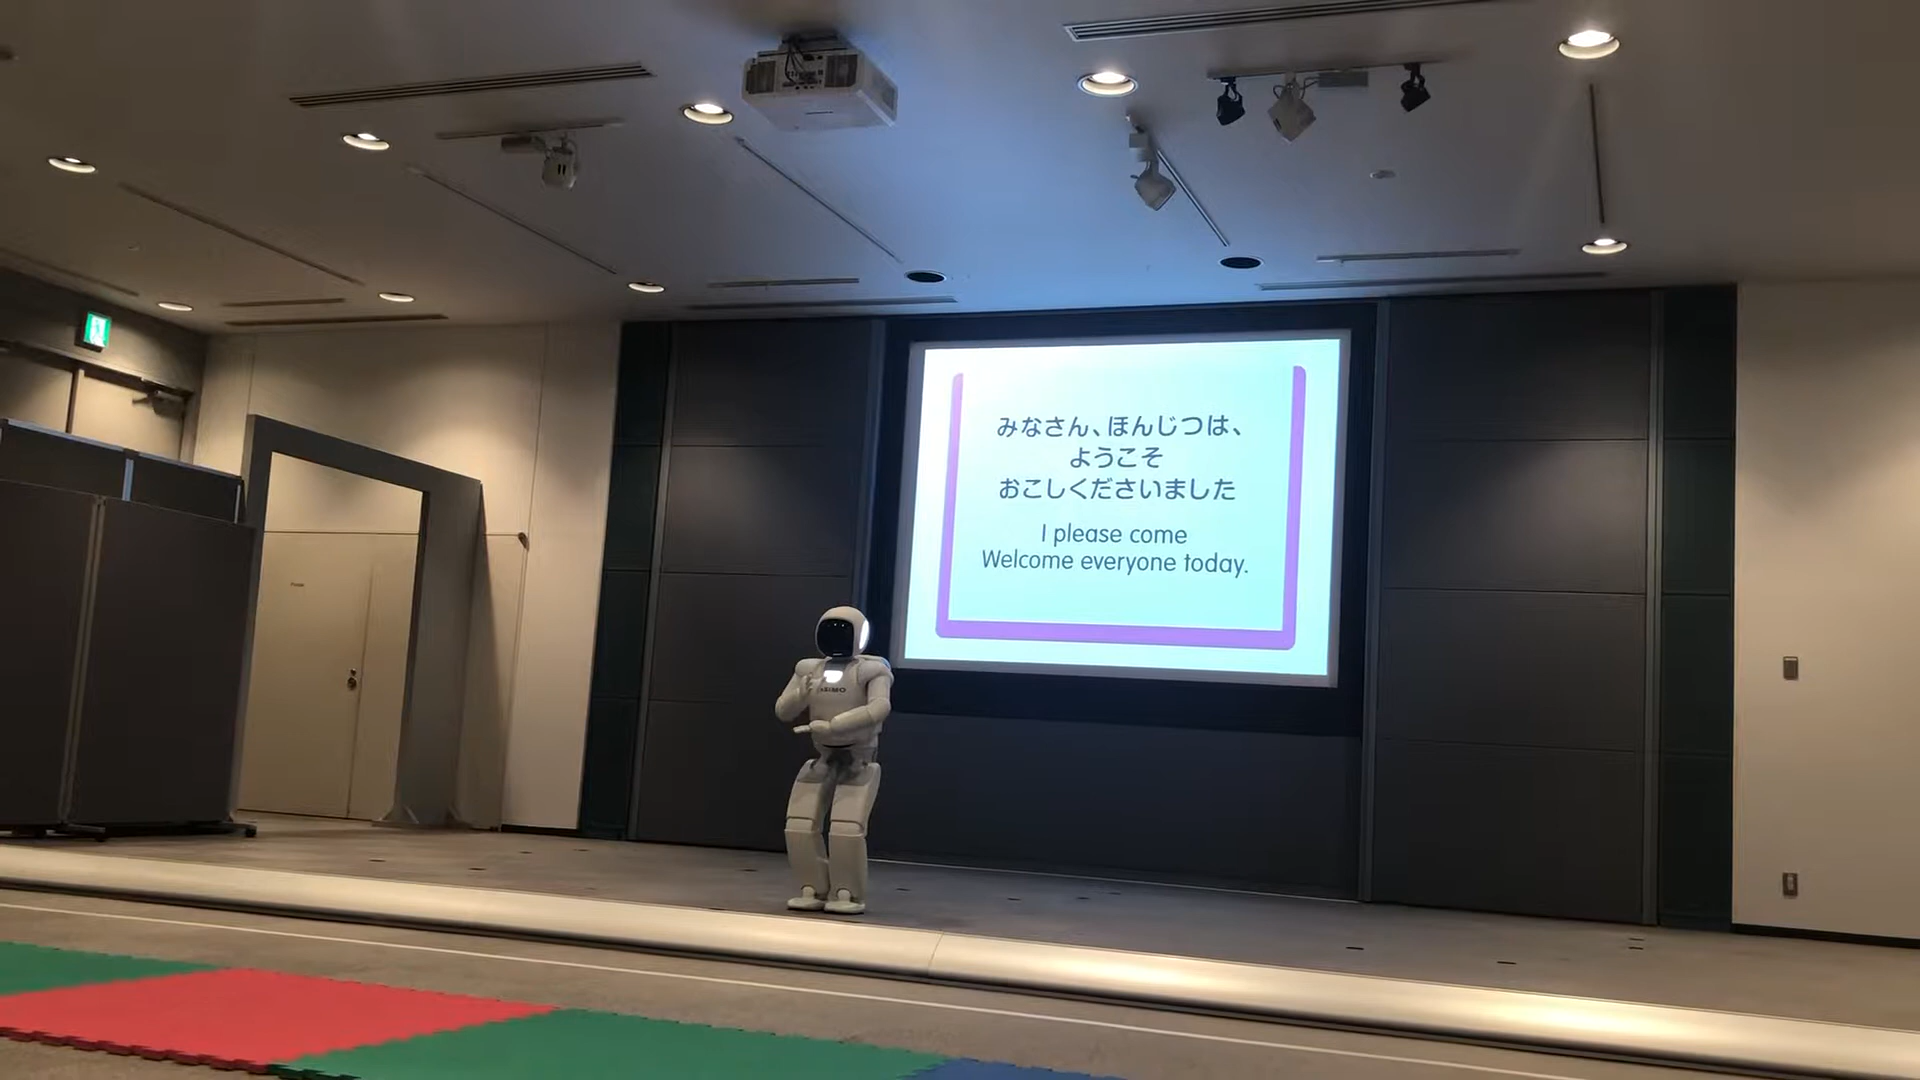 みなさん、ほんじつは、
ようこそ
おこしくださいました
I please come
Welcome everyone today.
ASIMO